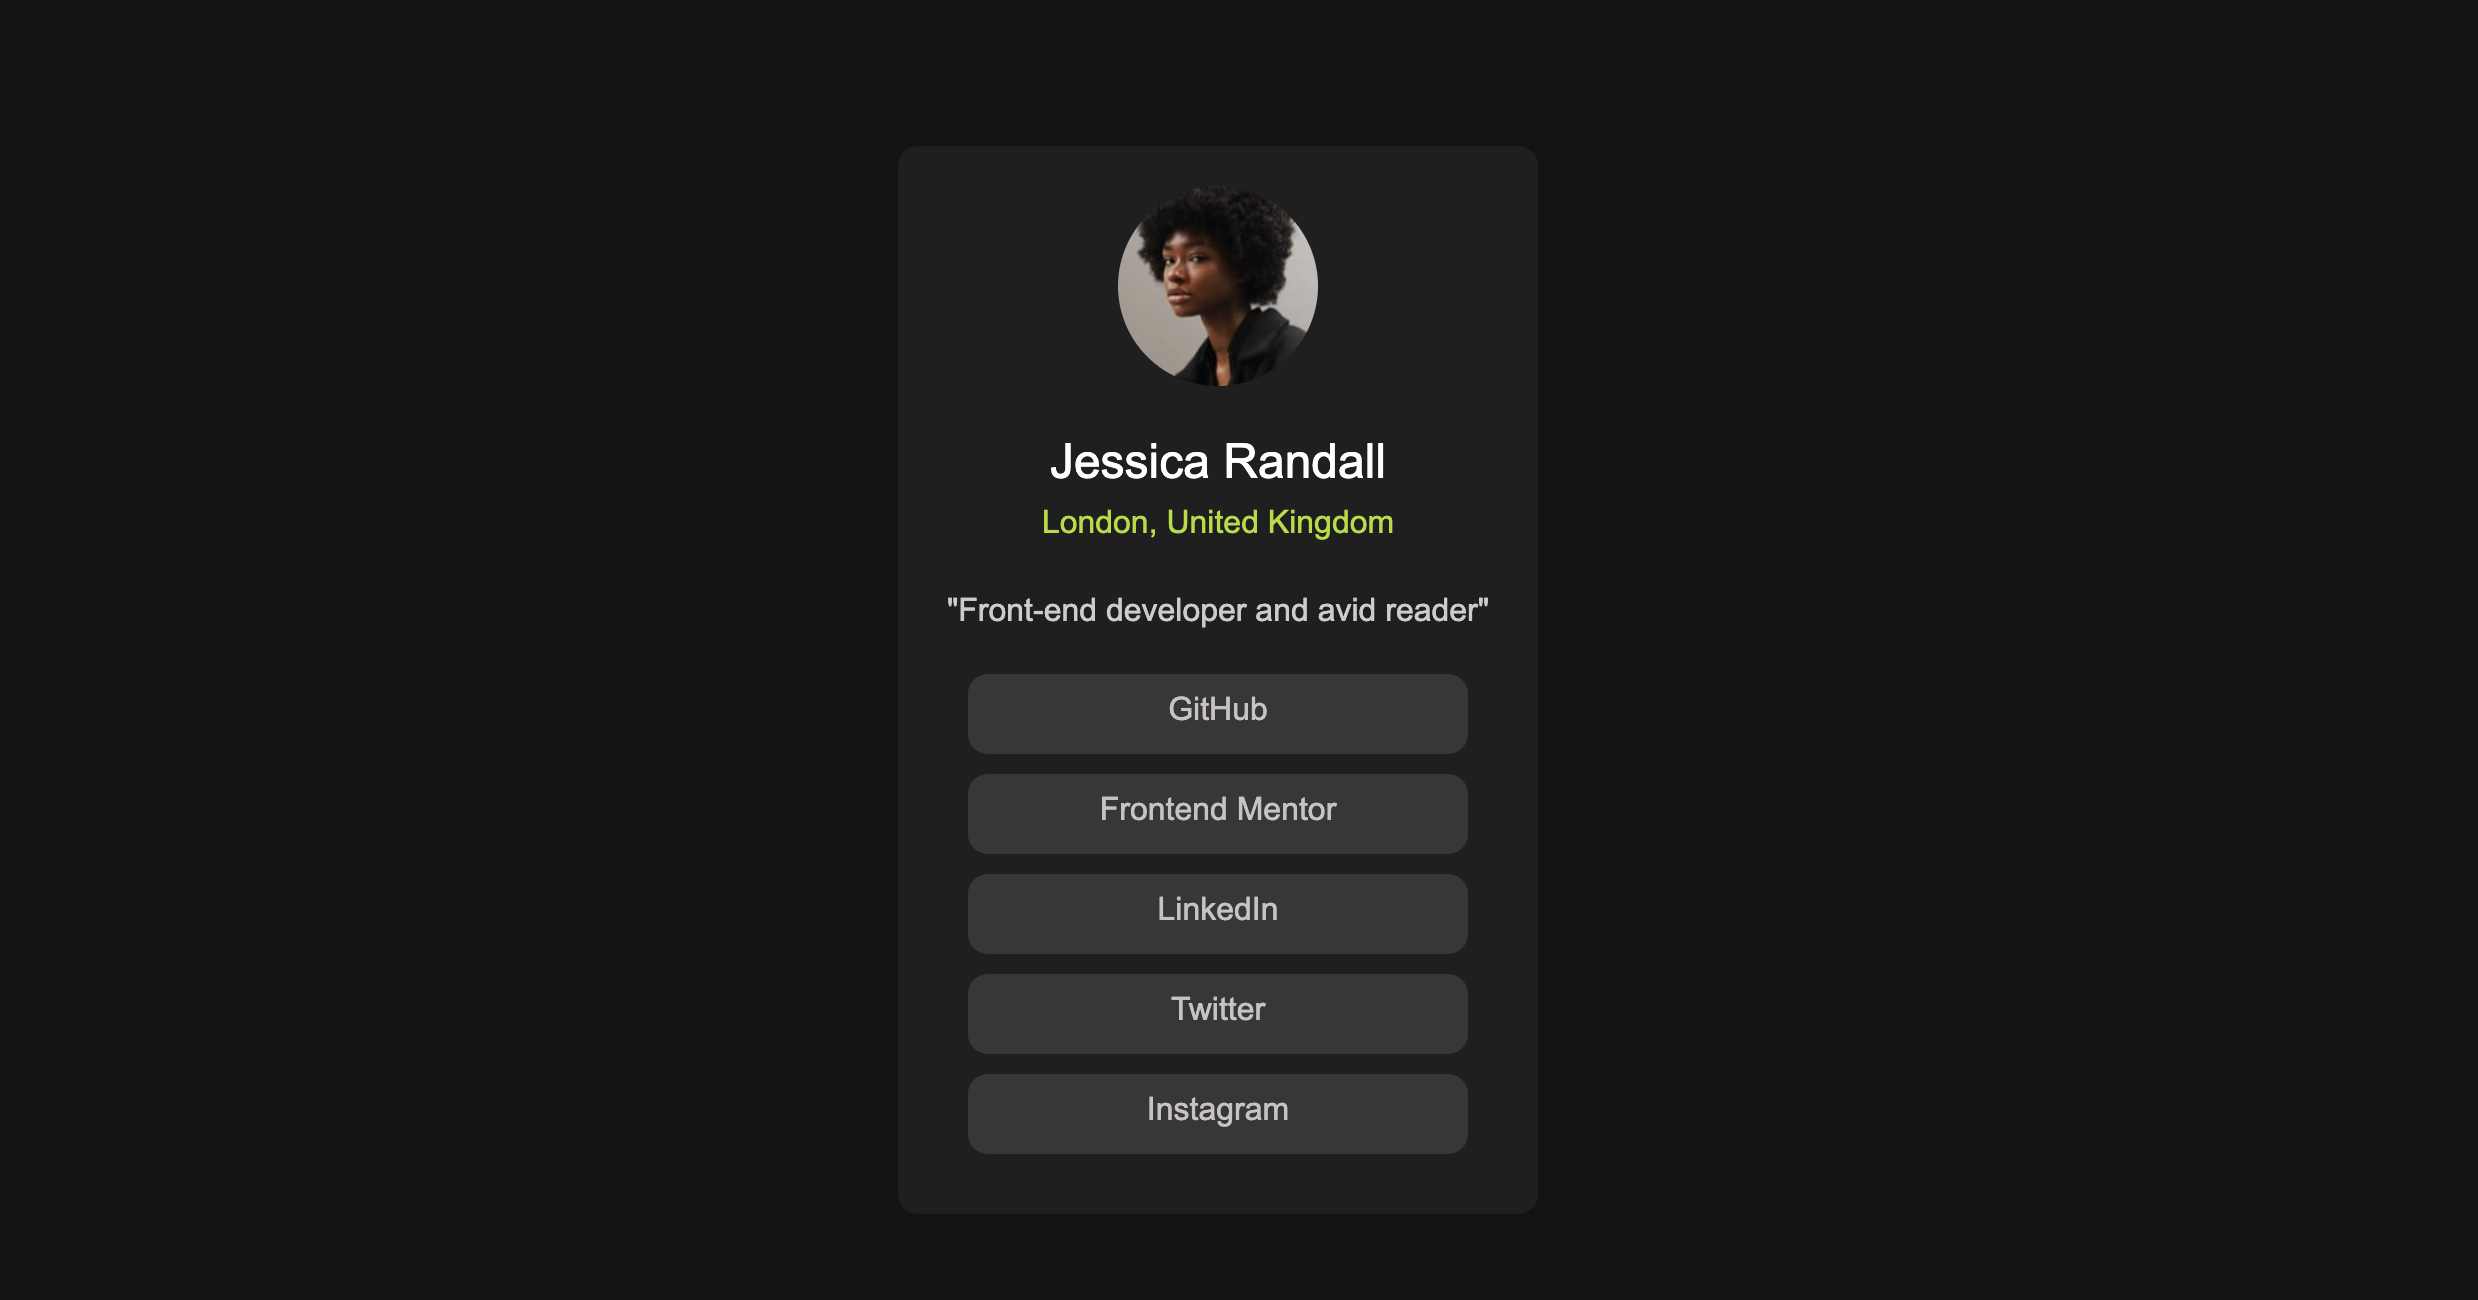 Jessica Randall
London, United Kingdom
"Front-end developer and avid reader"
GitHub
Frontend Mentor
LinkedIn
Twitter
Instagram